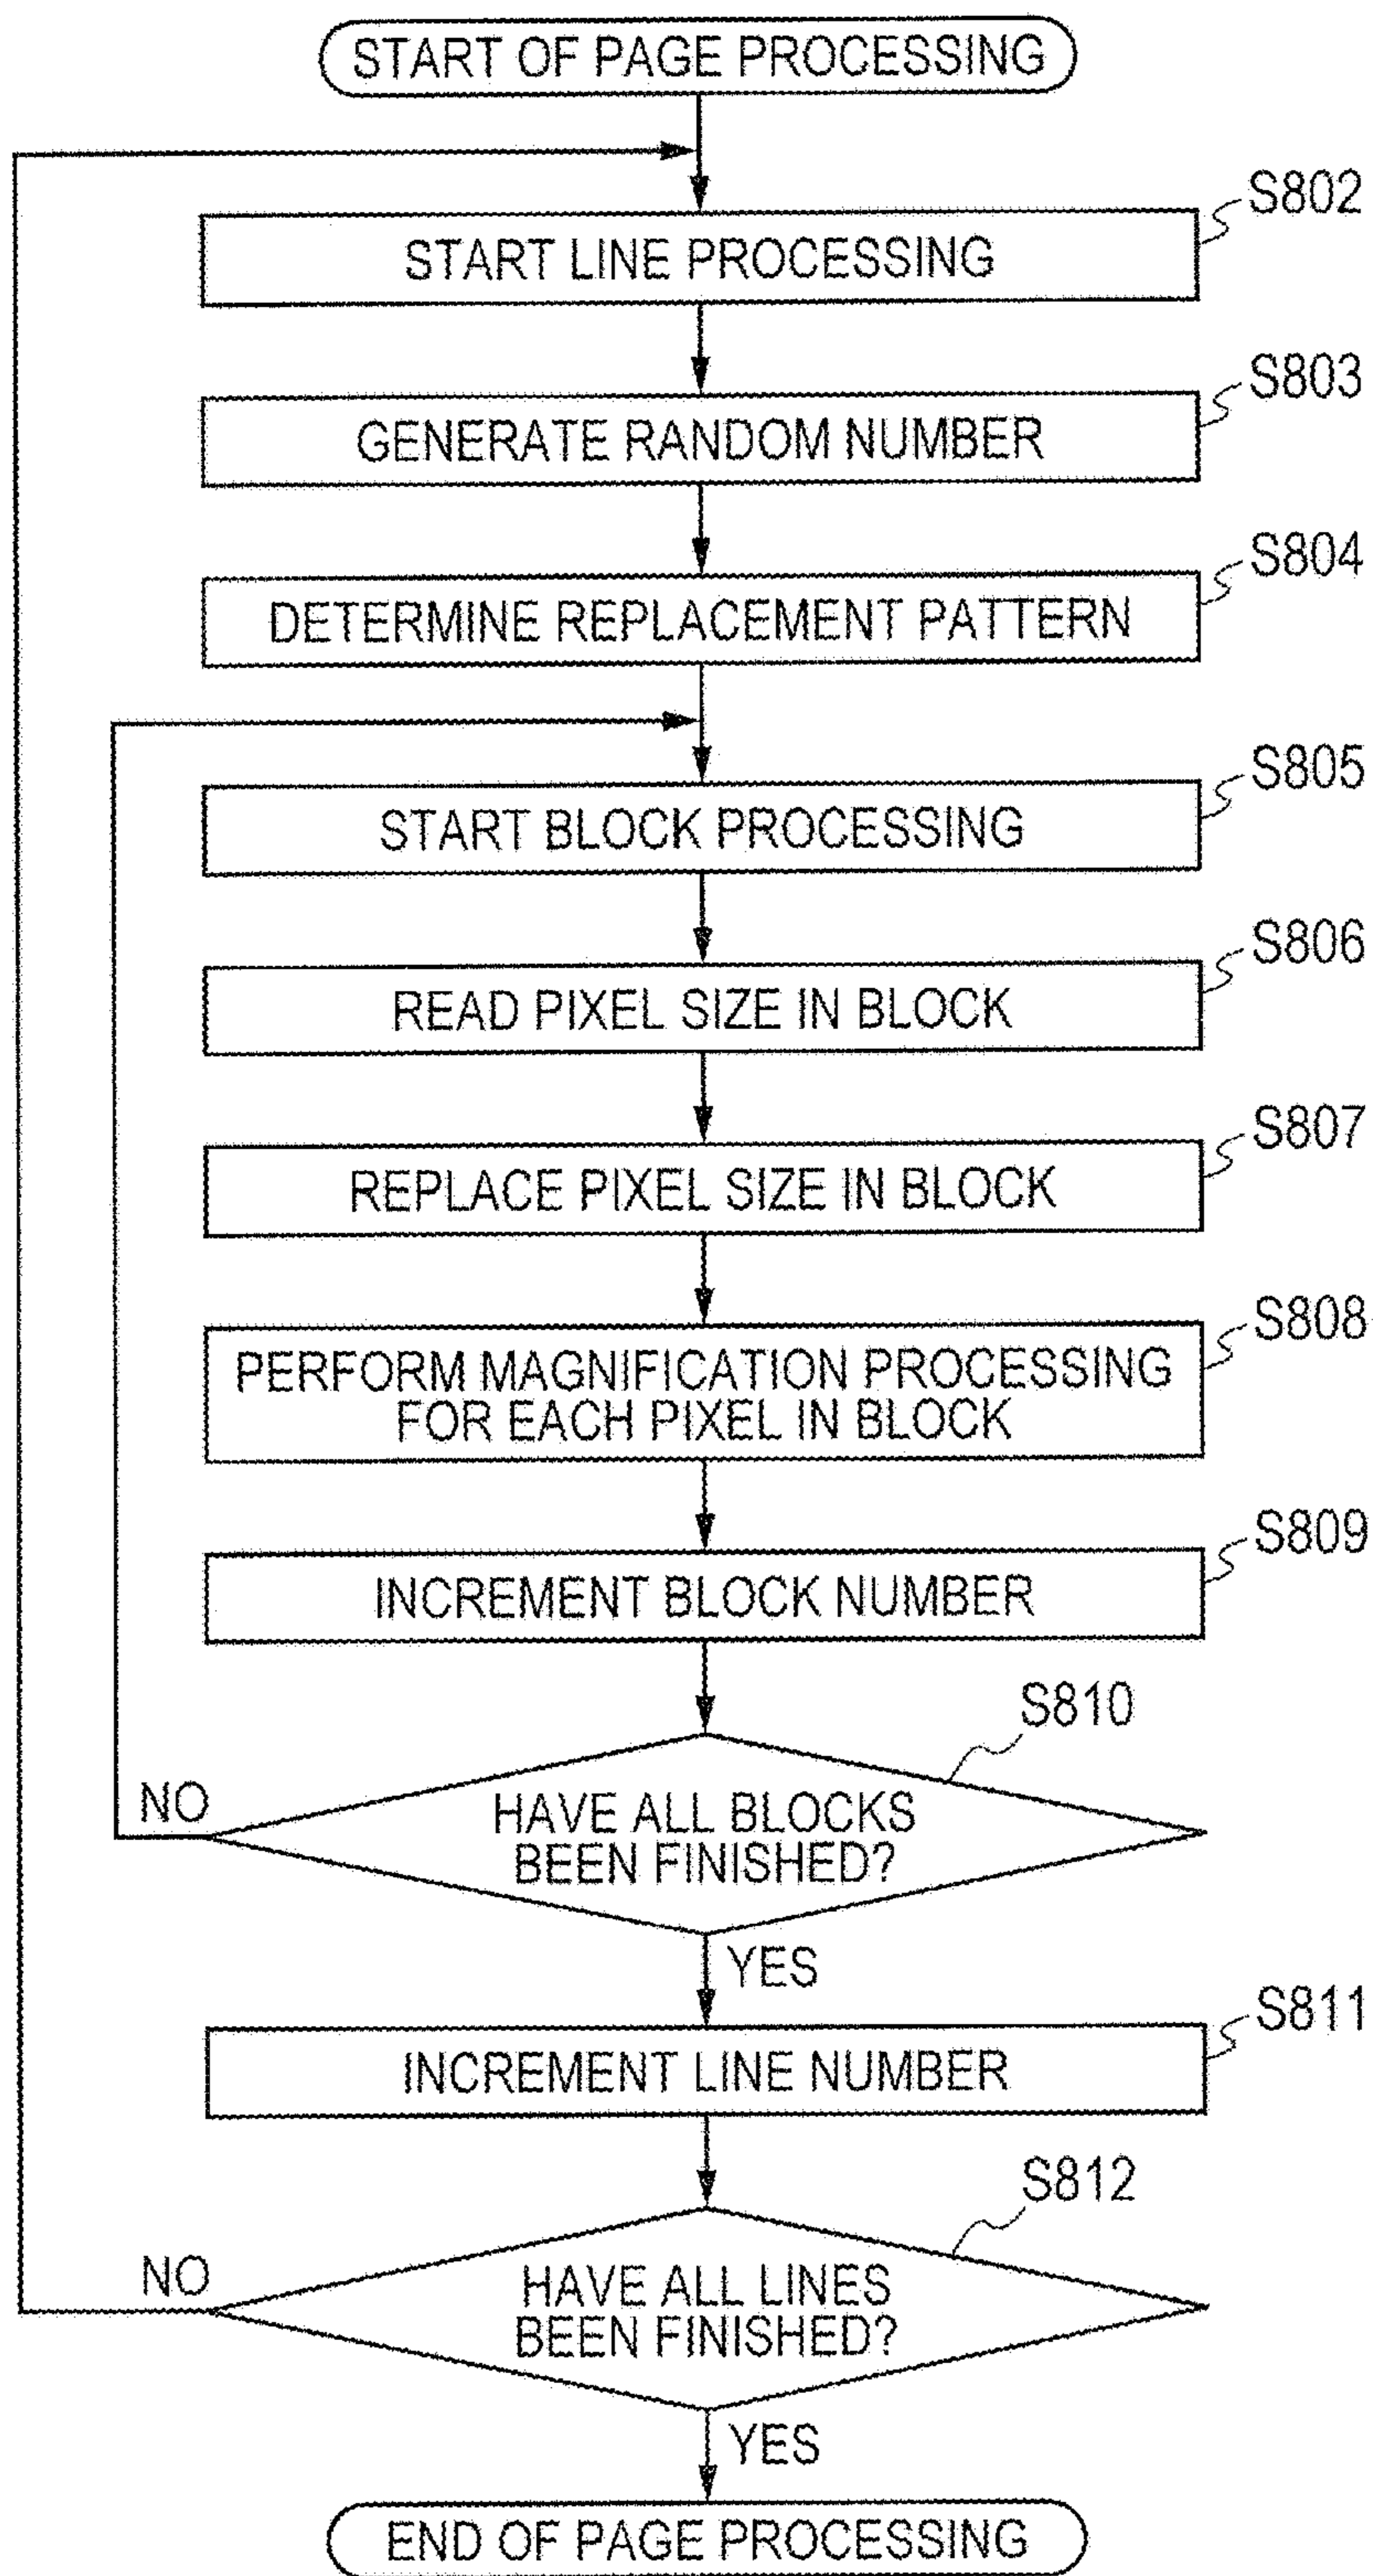 START OF PAGE PROCESSING
S802
START LINE PROCESSING
S803
GENERATE RANDOM NUMBER
S804
DETERMINE REPLACEMENT PATTERN
S805
START BLOCK PROCESSING
S806
READ PIXEL SIZE IN BLOCK
S807
REPLACE PIXEL SIZE IN BLOCK
S808
PERFORM MAGNIFICATION PROCESSING
FOR EACH PIXEL IN BLOCK
S809
INCREMENT BLOCK NUMBER
S810
NO
HAVE ALL BLOCKS
BEEN FINISHED?
YES
S811
INCREMENT LINE NUMBER
S812
NO
HAVE ALL LINES
BEEN FINISHED?
YES
END OF PAGE PROCESSING